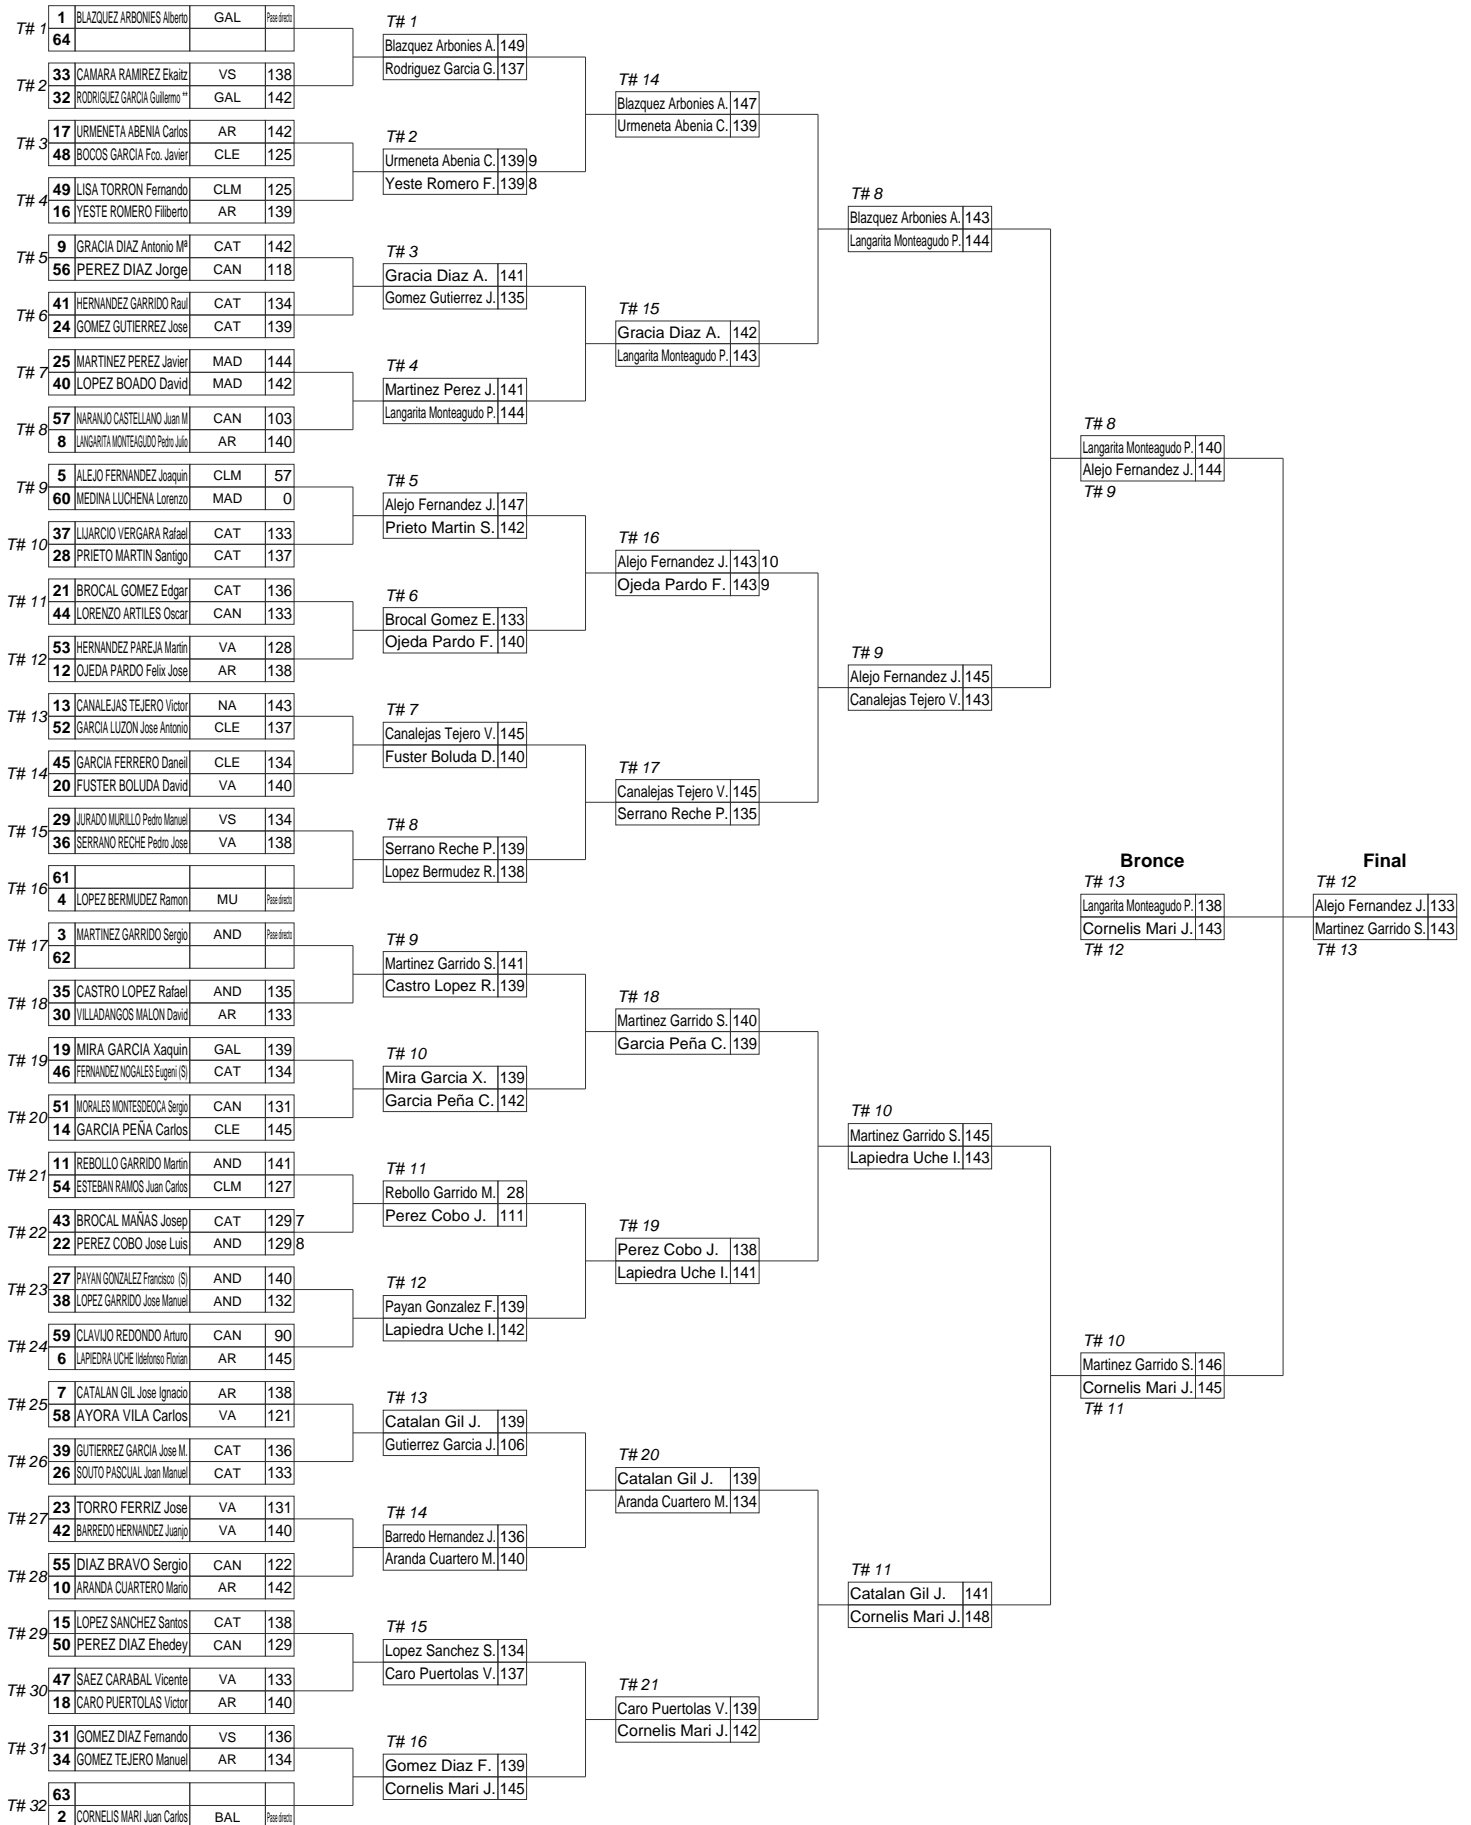 T# 1
1 BLAZQUEZ ARBONIES Alberto GAL Pase directo
64
T# 2
33 CAMARA RAMIREZ Ekaitz VS 138
32 RODRIGUEZ GARCIA Guillermo ** GAL 142
T# 3
17 URMENETA ABENIA Carlos AR 142
48 BOCOS GARCIA Fco. Javier CLE 125
T# 4
49 LISA TORRON Fernando CLM 125
16 YESTE ROMERO Filiberto AR 139
T# 5
9 GRACIA DIAZ Antonio Mª CAT 142
56 PEREZ DIAZ Jorge CAN 118
T# 6
41 HERNANDEZ GARRIDO Raul CAT 134
24 GOMEZ GUTIERREZ Jose CAT 139
T# 7
25 MARTINEZ PEREZ Javier MAD 144
40 LOPEZ BOADO David MAD 142
T# 8
57 NARANJO CASTELLANO Juan M CAN 103
8 LANGARITA MONTEAGUDO Pedro Julio AR 140
T# 9
5 ALEJO FERNANDEZ Joaquin CLM 57
60 MEDINA LUCHENA Lorenzo MAD 0
T# 10
37 LIJARCIO VERGARA Rafael CAT 133
28 PRIETO MARTIN Santigo CAT 137
T# 11
21 BROCAL GOMEZ Edgar CAT 136
44 LORENZO ARTILES Oscar CAN 133
T# 12
53 HERNANDEZ PAREJA Martin VA 128
12 OJEDA PARDO Felix Jose AR 138
T# 13
13 CANALEJAS TEJERO Victor NA 143
52 GARCIA LUZON Jose Antonio CLE 137
T# 14
45 GARCIA FERRERO Daneil CLE 134
20 FUSTER BOLUDA David VA 140
T# 15
29 JURADO MURILLO Pedro Manuel VS 134
36 SERRANO RECHE Pedro Jose VA 138
T# 16
61
4 LOPEZ BERMUDEZ Ramon MU Pase directo
T# 17
3 MARTINEZ GARRIDO Sergio AND Pase directo
62
T# 18
35 CASTRO LOPEZ Rafael AND 135
30 VILLADANGOS MALON David AR 133
T# 19
19 MIRA GARCIA Xaquin GAL 139
46 FERNANDEZ NOGALES Eugeni (S) CAT 134
T# 20
51 MORALES MONTESDEOCA Sergio CAN 131
14 GARCIA PEÑA Carlos CLE 145
T# 21
11 REBOLLO GARRIDO Martin AND 141
54 ESTEBAN RAMOS Juan Carlos CLM 127
T# 22
43 BROCAL MAÑAS Josep CAT 129 7
22 PEREZ COBO Jose Luis AND 129 8
T# 23
27 PAYAN GONZALEZ Francisco (S) AND 140
38 LOPEZ GARRIDO Jose Manuel AND 132
T# 24
59 CLAVIJO REDONDO Arturo CAN 90
6 LAPIEDRA UCHE Ildefonso Florian AR 145
T# 25
7 CATALAN GIL Jose Ignacio AR 138
58 AYORA VILA Carlos VA 121
T# 26
39 GUTIERREZ GARCIA Jose M. CAT 136
26 SOUTO PASCUAL Joan Manuel CAT 133
T# 27
23 TORRO FERRIZ Jose VA 131
42 BARREDO HERNANDEZ Juanjo VA 140
T# 28
55 DIAZ BRAVO Sergio CAN 122
10 ARANDA CUARTERO Mario AR 142
T# 29
15 LOPEZ SANCHEZ Santos CAT 138
50 PEREZ DIAZ Ehedey CAN 129
T# 30
47 SAEZ CARABAL Vicente VA 133
18 CARO PUERTOLAS Victor AR 140
T# 31
31 GOMEZ DIAZ Fernando VS 136
34 GOMEZ TEJERO Manuel AR 134
T# 32
63
2 CORNELIS MARI Juan Carlos BAL Pase directo
T# 1
Blazquez Arbonies A. 149
Rodriguez Garcia G. 137
T# 2
Urmeneta Abenia C. 139 9
Yeste Romero F. 139 8
T# 3
Gracia Diaz A. 141
Gomez Gutierrez J. 135
T# 4
Martinez Perez J. 141
Langarita Monteagudo P. 144
T# 5
Alejo Fernandez J. 147
Prieto Martin S. 142
T# 6
Brocal Gomez E. 133
Ojeda Pardo F. 140
T# 7
Canalejas Tejero V. 145
Fuster Boluda D. 140
T# 8
Serrano Reche P. 139
Lopez Bermudez R. 138
T# 9
Martinez Garrido S. 141
Castro Lopez R. 139
T# 10
Mira Garcia X. 139
Garcia Peña C. 142
T# 11
Rebollo Garrido M. 28
Perez Cobo J. 111
T# 12
Payan Gonzalez F. 139
Lapiedra Uche I. 142
T# 13
Catalan Gil J. 139
Gutierrez Garcia J. 106
T# 14
Barredo Hernandez J. 136
Aranda Cuartero M. 140
T# 15
Lopez Sanchez S. 134
Caro Puertolas V. 137
T# 16
Gomez Diaz F. 139
Cornelis Mari J. 145
T# 14
Blazquez Arbonies A. 147
Urmeneta Abenia C. 139
T# 15
Gracia Diaz A. 142
Langarita Monteagudo P. 143
T# 16
Alejo Fernandez J. 143 10
Ojeda Pardo F. 143 9
T# 17
Canalejas Tejero V. 145
Serrano Reche P. 135
T# 18
Martinez Garrido S. 140
Garcia Peña C. 139
T# 19
Perez Cobo J. 138
Lapiedra Uche I. 141
T# 20
Catalan Gil J. 139
Aranda Cuartero M. 134
T# 21
Caro Puertolas V. 139
Cornelis Mari J. 142
T# 8
Blazquez Arbonies A. 143
Langarita Monteagudo P. 144
T# 9
Alejo Fernandez J. 145
Canalejas Tejero V. 143
T# 10
Martinez Garrido S. 145
Lapiedra Uche I. 143
T# 11
Catalan Gil J. 141
Cornelis Mari J. 148
T# 8
Langarita Monteagudo P. 140
Alejo Fernandez J. 144
T# 9
T# 10
Martinez Garrido S. 146
Cornelis Mari J. 145
T# 11
Bronce
T# 13
Langarita Monteagudo P. 138
Cornelis Mari J. 143
T# 12
Final
T# 12
Alejo Fernandez J. 133
Martinez Garrido S. 143
T# 13